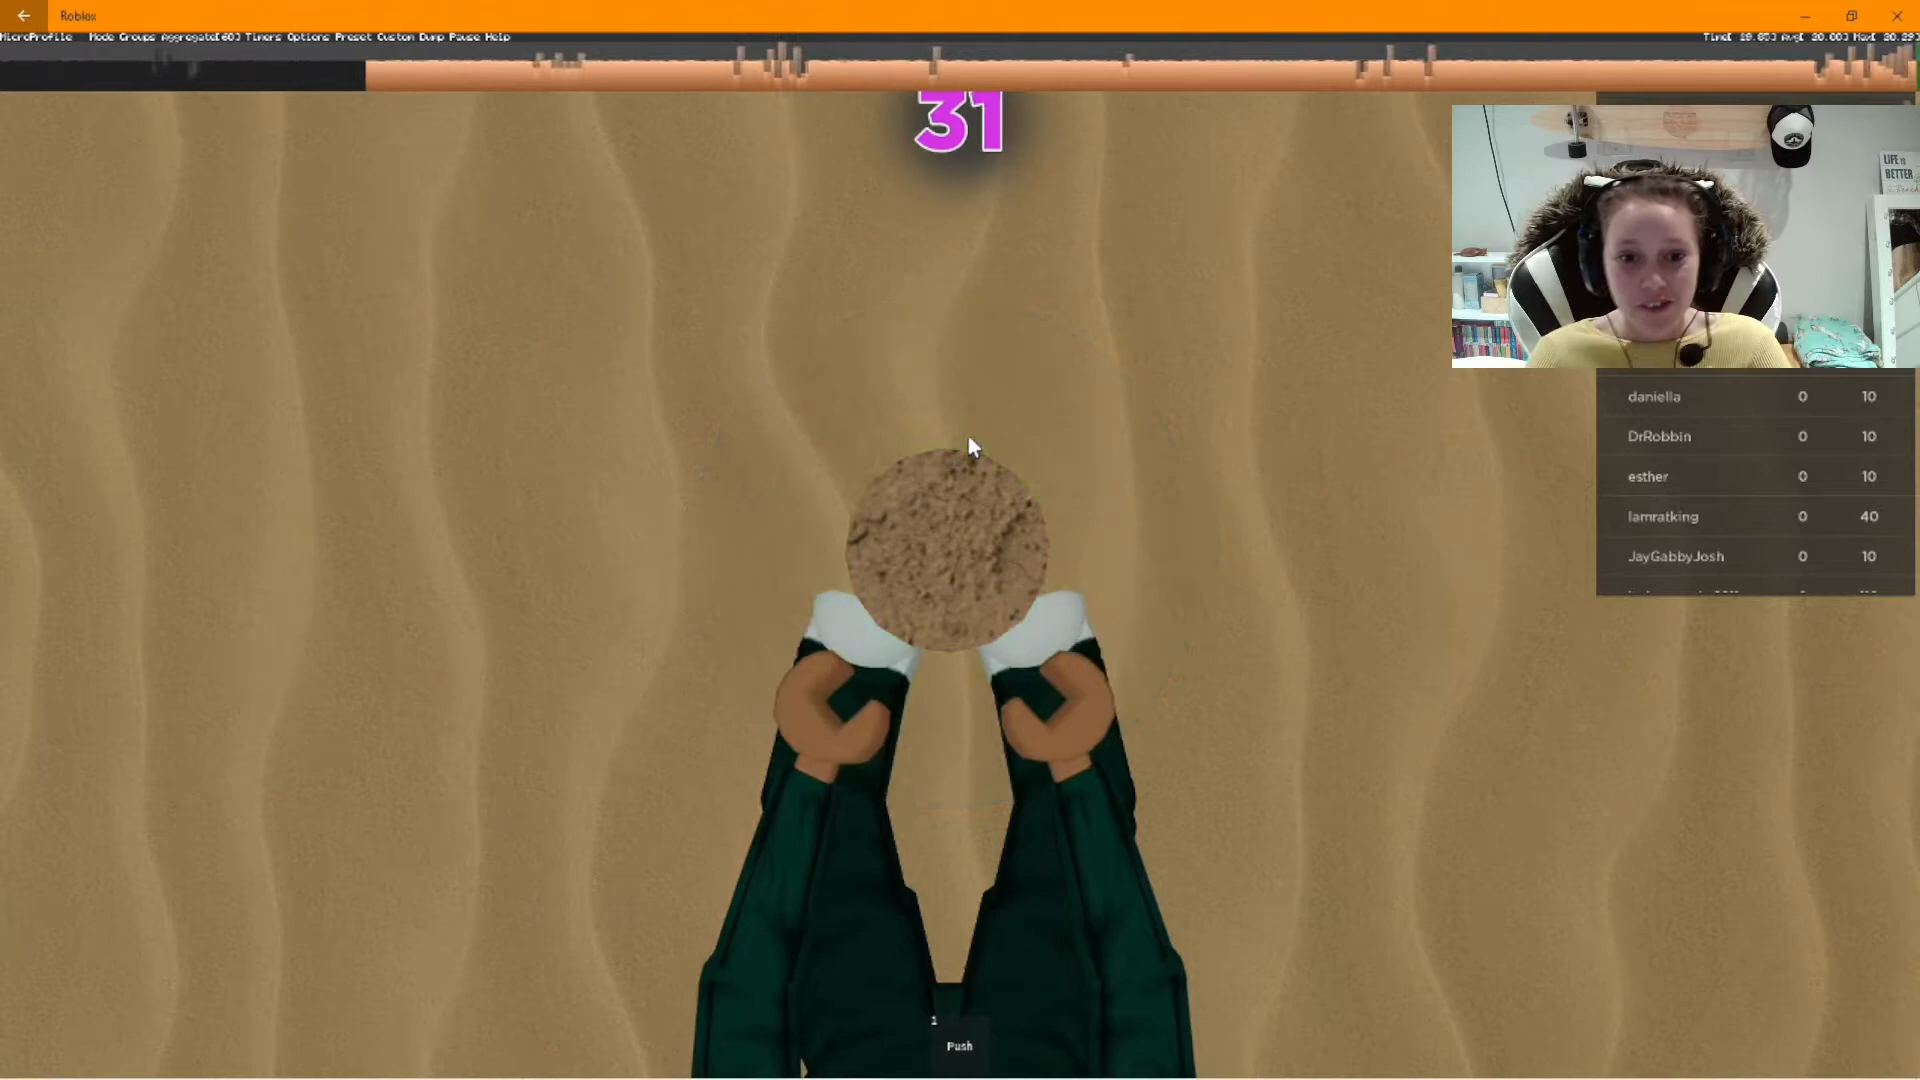 Roblox
MicroProfile Mode Groups Aggregate[60] Timers Options Preset Custom Dump Pause Help
31
LIFE is
BETTER
daniella 0 10
DrRobbin 0 10
esther 0 10
Iamratking 0 40
JayGabbyJosh 0 10
1
Push